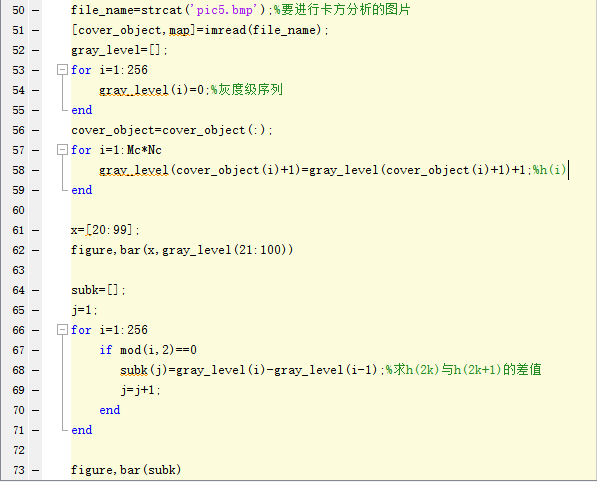 50 - file_name=strcat('pic5.bmp');%要进行卡方分析的图片
51 - [cover_object,map]=imread(file_name);
52 - gray_level=[];
53 - for i=1:256
54 - gray_level(i)=0;%灰度级序列
55 - end
56 - cover_object=cover_object(:);
57 - for i=1:Mc*Nc
58 - gray_level(cover_object(i)+1)=gray_level(cover_object(i)+1)+1;%h(i)
59 - end
60
61 - x=[20:99];
62 - figure,bar(x,gray_level(21:100))
63
64 - subk=[];
65 - j=1;
66 - for i=1:256
67 - if mod(i,2)==0
68 - subk(j)=gray_level(i)-gray_level(i-1);%求h(2k)与h(2k+1)的差值
69 - j=j+1;
70 - end
71 - end
72
73 - figure,bar(subk)